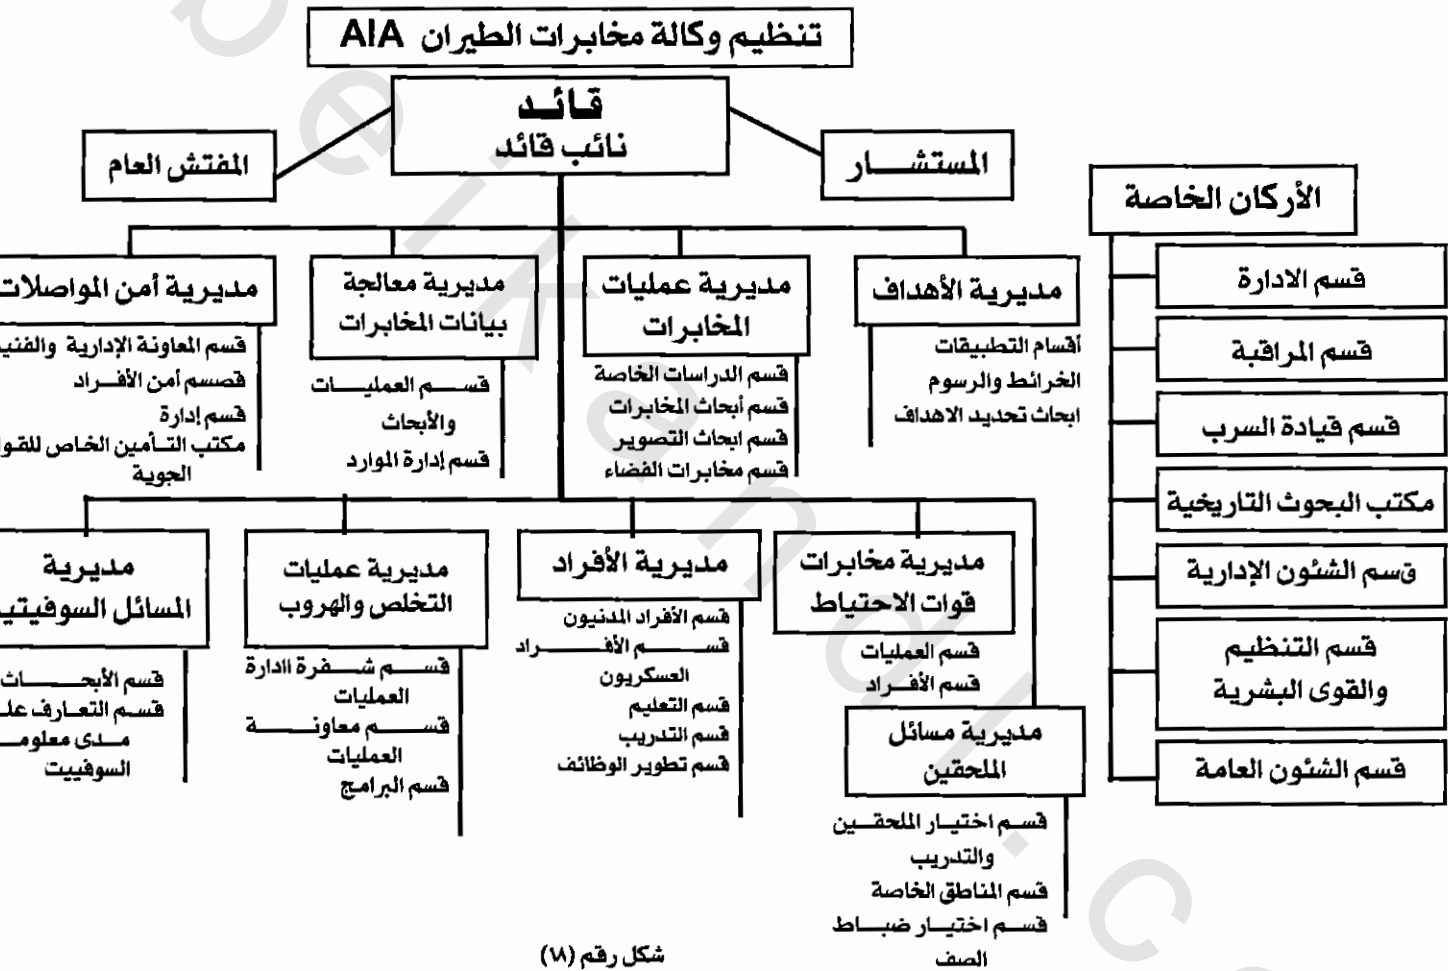 تنظيم وكالة مخابرات الطيران AIA
قائد
نائب قائد
المستشار
المفتش العام
الأركان الخاصة
قسم الادارة
قسم المراقبة
قسم قيادة السرب
مكتب البحوث التاريخية
قسم الشئون الإدارية
قسم التنظيم
والقوى البشرية
قسم الشئون العامة
مديرية الأهداف
أقسام التطبيقات
الخرائط والرسوم
ابحاث تحديد الاهداف
مديرية عمليات
المخابرات
قسم الدراسات الخاصة
قسم أبحاث المخابرات
قسم ابحاث التصوير
قسم مخابرات الفضاء
مديرية معالجة
بيانات المخابرات
قسم العمليات
والأبحاث
قسم إدارة الموارد
مديرية أمن المواصلات
قسم المعاونة الإدارية والفنية
قصسم أمن الأفراد
قسم إدارة
مكتب التأمين الخاص للقوا
الجوية
مديرية مخابرات
قوات الاحتياط
قسم العمليات
قسم الأفراد
مديرية مسائل
الملحقين
قسم اختيار الملحقين
والتدريب
قسم المناطق الخاصة
قسم اختيار ضباط
الصف
مديرية الأفراد
قسم الأفراد المدنيون
قسم الأفراد
العسكريون
قسم التعليم
قسم التدريب
قسم تطوير الوظائف
مديرية عمليات
التخلص والهروب
قسم شفرة اادارة
العمليات
قسم معاونة
العمليات
قسم البرامج
مديرية
المسائل السوفيتي
قسم الأبحاث
قسم التعارف علـ
مدى معلومـ
السوفييت
شكل رقم (١٨)